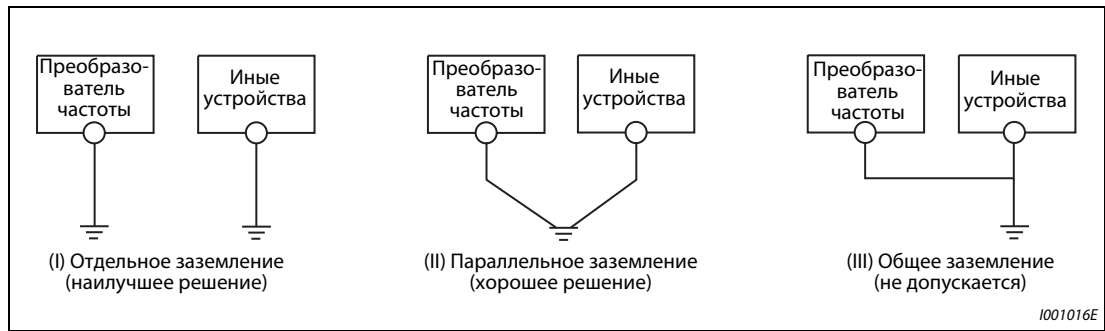 Преобразо-
ватель
частоты
Иные
устройства
Преобразо-
ватель
частоты
Иные
устройства
Преобразо-
ватель
частоты
Иные
устройства
(I) Отдельное заземление
(наилучшее решение)
(II) Параллельное заземление
(хорошее решение)
(III) Общее заземление
(не допускается)
I001016E